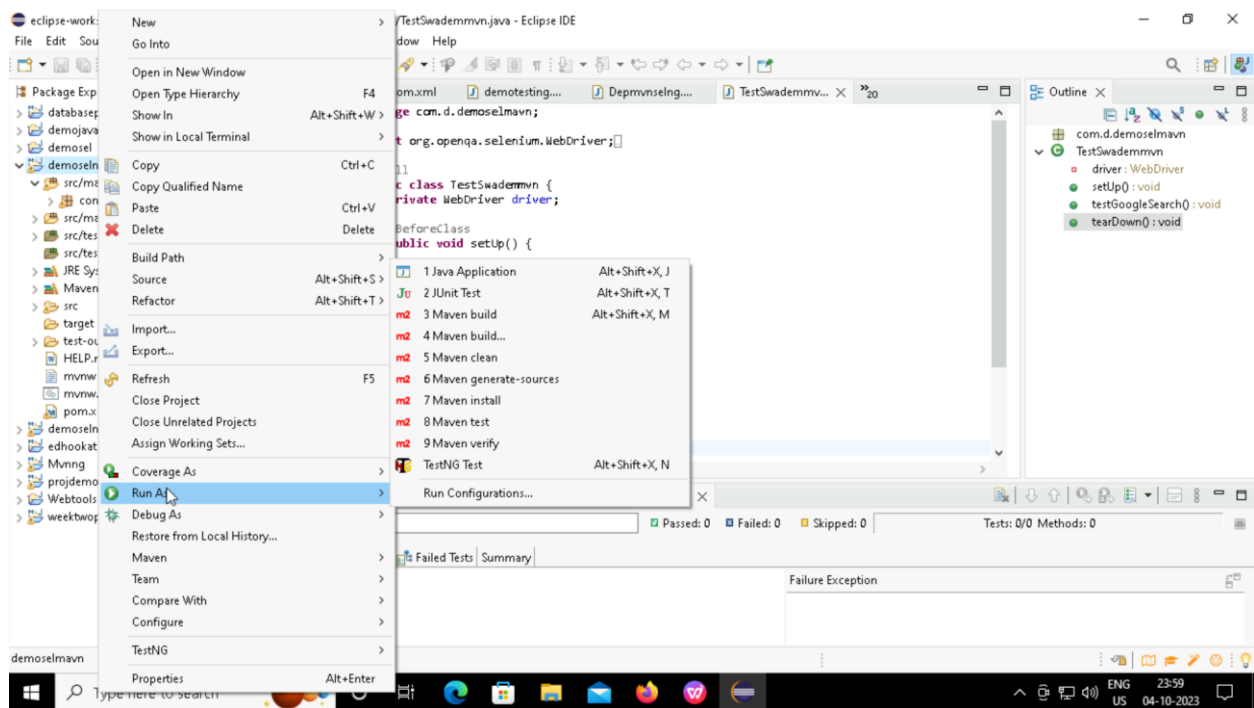 eclipse-work
/TestSwademmvn.java - Eclipse IDE
File Edit Sou
dow Help
Package Exp
om.xml
demotesting....
Depmvnselng....
TestSwademmv...
20
Outline
databasep
demojava
demosel
demoseln
src/ma
con
src/ma
src/tes
src/tes
JRE Sys
Maven
src
target
test-ou
HELP.r
mvnw
mvnw.
pom.x
demoseln
edhookat
Mvnng
projdemo
Webtools
weektwop
New
Go Into
Open in New Window
Open Type Hierarchy F4
Show In Alt+Shift+W
Show in Local Terminal
Copy Ctrl+C
Copy Qualified Name
Paste Ctrl+V
Delete Delete
Build Path
Source Alt+Shift+S
Refactor Alt+Shift+T
Import...
Export...
Refresh F5
Close Project
Close Unrelated Projects
Assign Working Sets...
Coverage As
Run As
Debug As
Restore from Local History...
Maven
Team
Compare With
Configure
TestNG
Properties Alt+Enter
1 Java Application Alt+Shift+X, J
2 JUnit Test Alt+Shift+X, T
3 Maven build Alt+Shift+X, M
4 Maven build...
5 Maven clean
6 Maven generate-sources
7 Maven install
8 Maven test
9 Maven verify
TestNG Test Alt+Shift+X, N
Run Configurations...
ge com.d.demoselmavn;
t org.openqa.selenium.WebDriver;
11
c class TestSwademmvn {
rivate WebDriver driver;
BeforeClass
ublic void setUp() {
com.d.demoselmavn
TestSwademmvn
driver : WebDriver
setUp() : void
testGoogleSearch() : void
tearDown() : void
Passed: 0 Failed: 0 Skipped: 0
Tests: 0/0 Methods: 0
Failed Tests Summary
Failure Exception
demoselmavn
Type here to search
ENG
US
23:59
04-10-2023